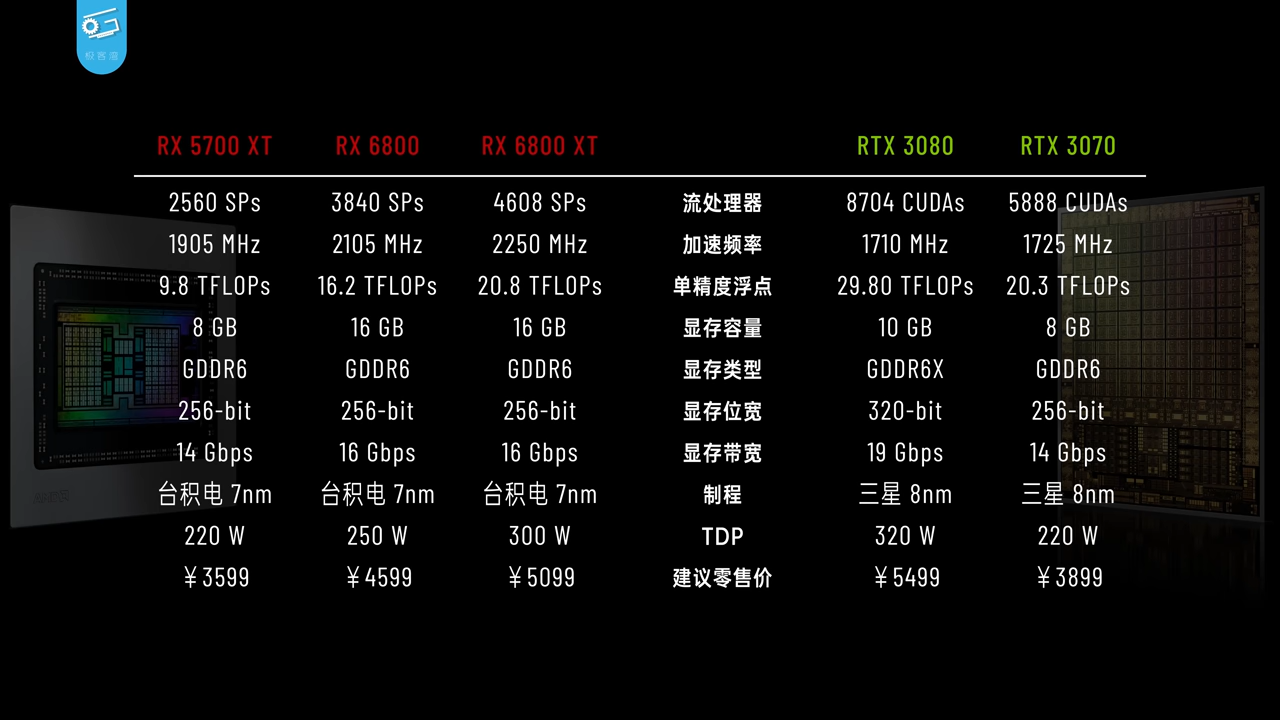 极客湾
RX 5700 XT RX 6800 RX 6800 XT RTX 3080 RTX 3070
2560 SPs 3840 SPs 4608 SPs 流处理器 8704 CUDAs 5888 CUDAs
1905 MHz 2105 MHz 2250 MHz 加速频率 1710 MHz 1725 MHz
9.8 TFLOPs 16.2 TFLOPs 20.8 TFLOPs 单精度浮点 29.80 TFLOPs 20.3 TFLOPs
8 GB 16 GB 16 GB 显存容量 10 GB 8 GB
GDDR6 GDDR6 GDDR6 显存类型 GDDR6X GDDR6
256-bit 256-bit 256-bit 显存位宽 320-bit 256-bit
14 Gbps 16 Gbps 16 Gbps 显存带宽 19 Gbps 14 Gbps
台积电 7nm 台积电 7nm 台积电 7nm 制程 三星 8nm 三星 8nm
220 W 250 W 300 W TDP 320 W 220 W
￥3599 ￥4599 ￥5099 建议零售价 ￥5499 ￥3899